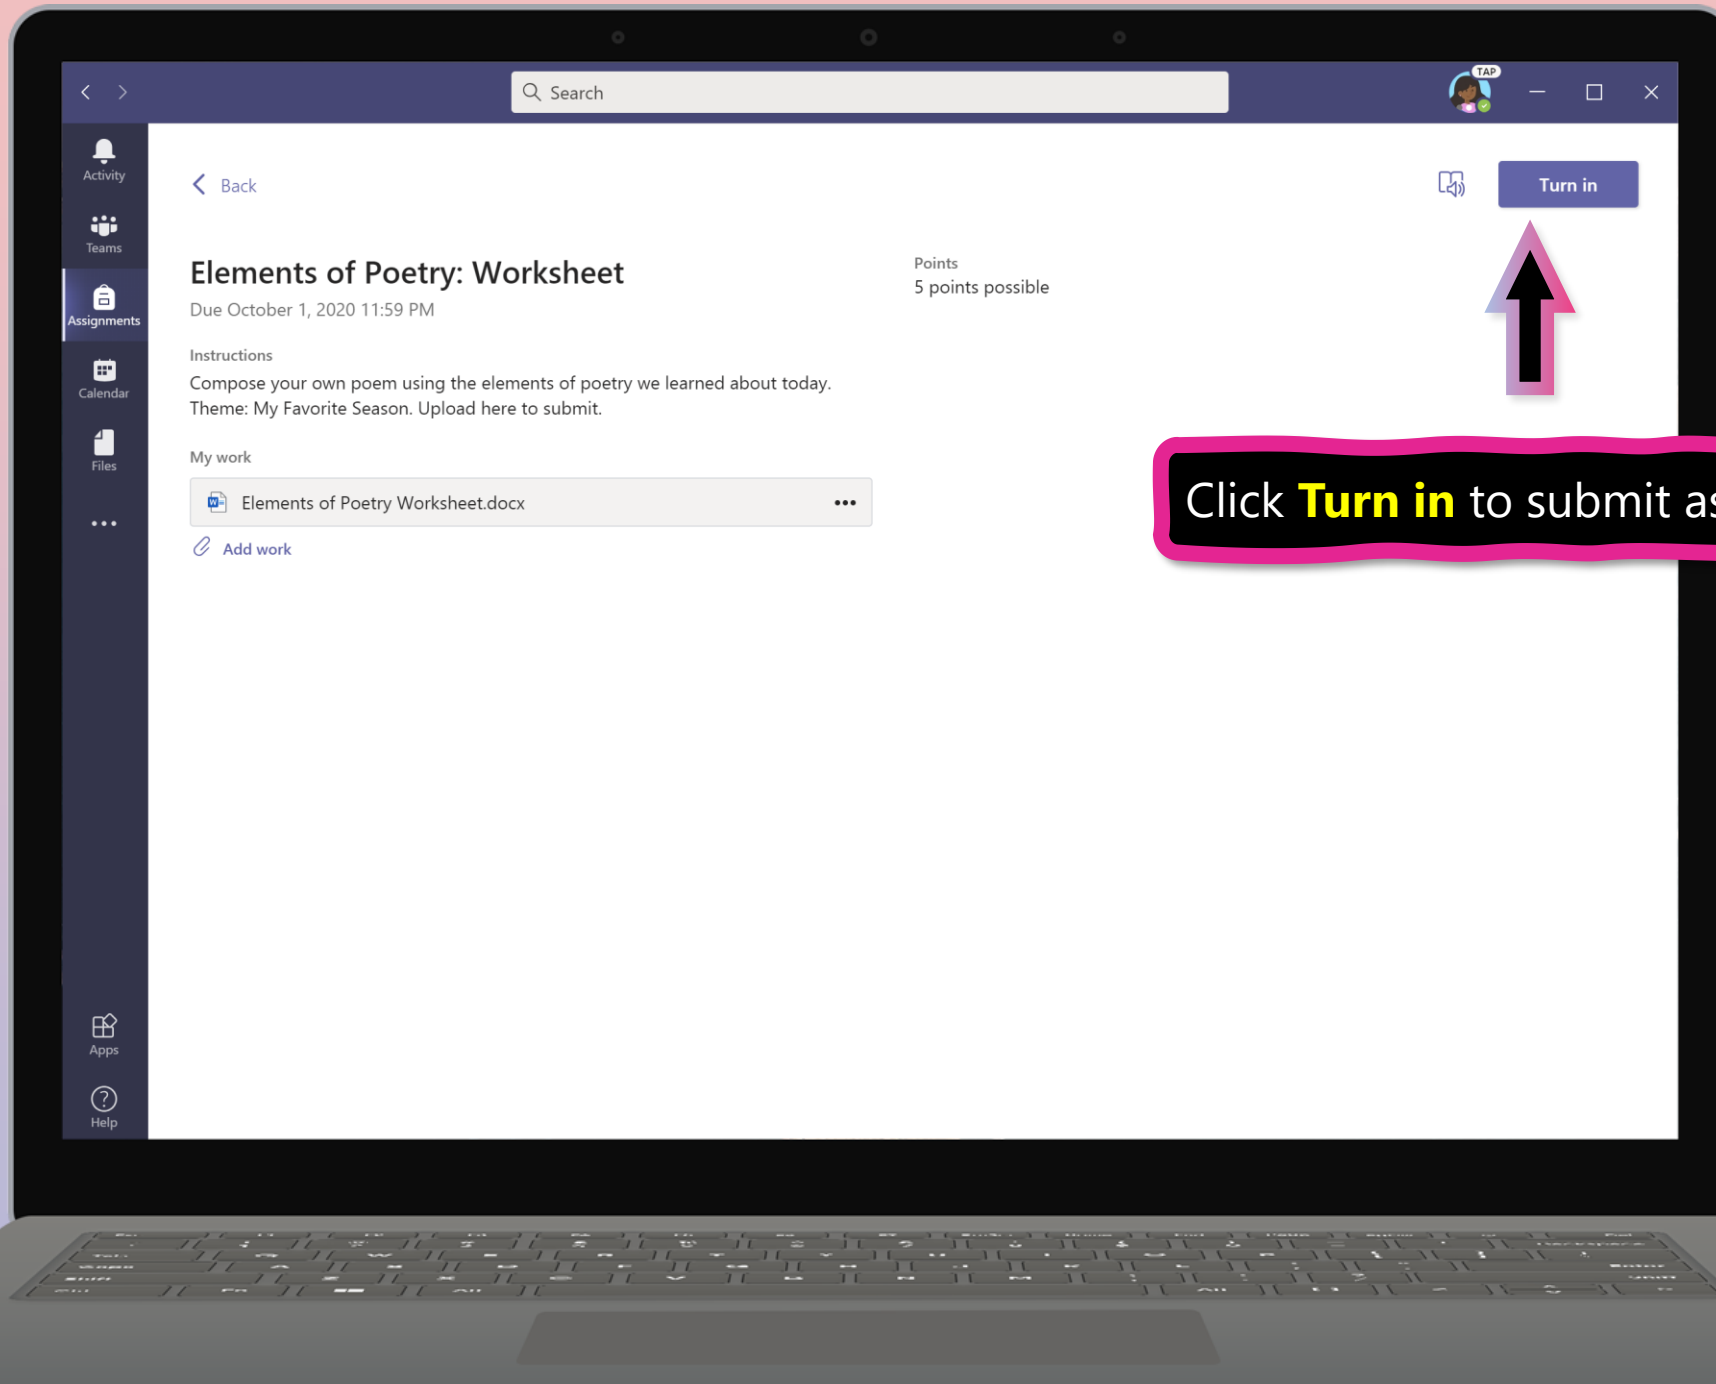 Search
TAP
Activity
Teams
Assignments
Calendar
Files
Back
Turn in
Elements of Poetry: Worksheet
Due October 1, 2020 11:59 PM
Points
5 points possible
Instructions
Compose your own poem using the elements of poetry we learned about today.
Theme: My Favorite Season. Upload here to submit.
My work
Elements of Poetry Worksheet.docx
Add work
Click Turn in to submit as
Apps
Help